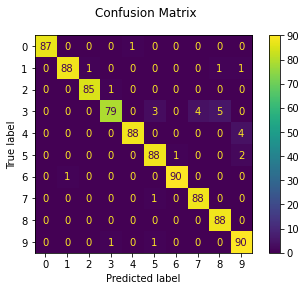 Confusion Matrix
0 87 0 0 0 1 0 0 0 0 0
1 0 88 1 0 0 0 0 0 1 1
2 0 0 85 1 0 0 0 0 0 0
3 0 0 0 79 0 3 0 4 5 0
4 0 0 0 0 88 0 0 0 0 4
5 0 0 0 0 0 88 1 0 0 2
6 0 1 0 0 0 0 90 0 0 0
7 0 0 0 0 0 1 0 88 0 0
8 0 0 0 0 0 0 0 0 88 0
9 0 0 0 1 0 1 0 0 0 90
0 1 2 3 4 5 6 7 8 9
Predicted label
True label
90
80
70
60
50
40
30
20
10
0